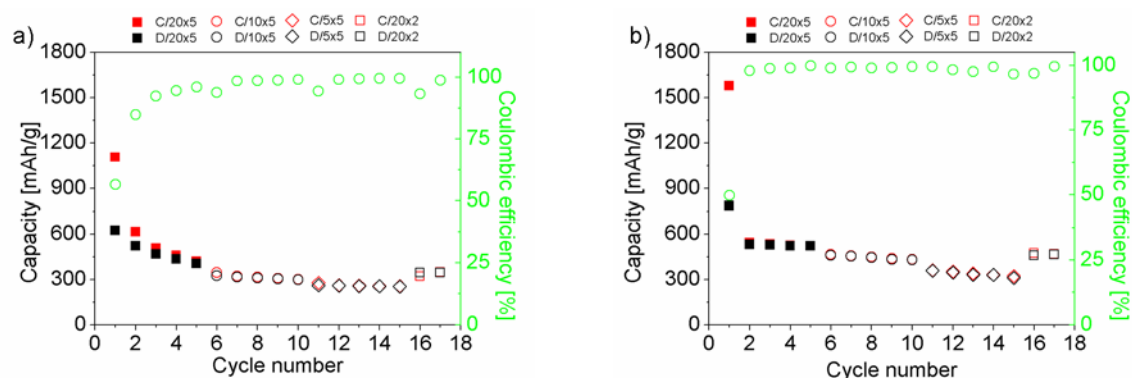 C/20x5 C/10x5 C/5x5 C/20x2
D/20x5 D/10x5 D/5x5 D/20x2
a)
1800
1500
1200
900
600
300
0
Capacity [mAh/g]
0 2 4 6 8 10 12 14 16 18
Cycle number
100
75
50
25
0
Coulombic efficiency [%]
C/20x5 C/10x5 C/5x5 C/20x2
D/20x5 D/10x5 D/5x5 D/20x2
b)
1800
1500
1200
900
600
300
0
Capacity [mAh/g]
0 2 4 6 8 10 12 14 16 18
Cycle number
100
75
50
25
0
Coulombic efficiency [%]